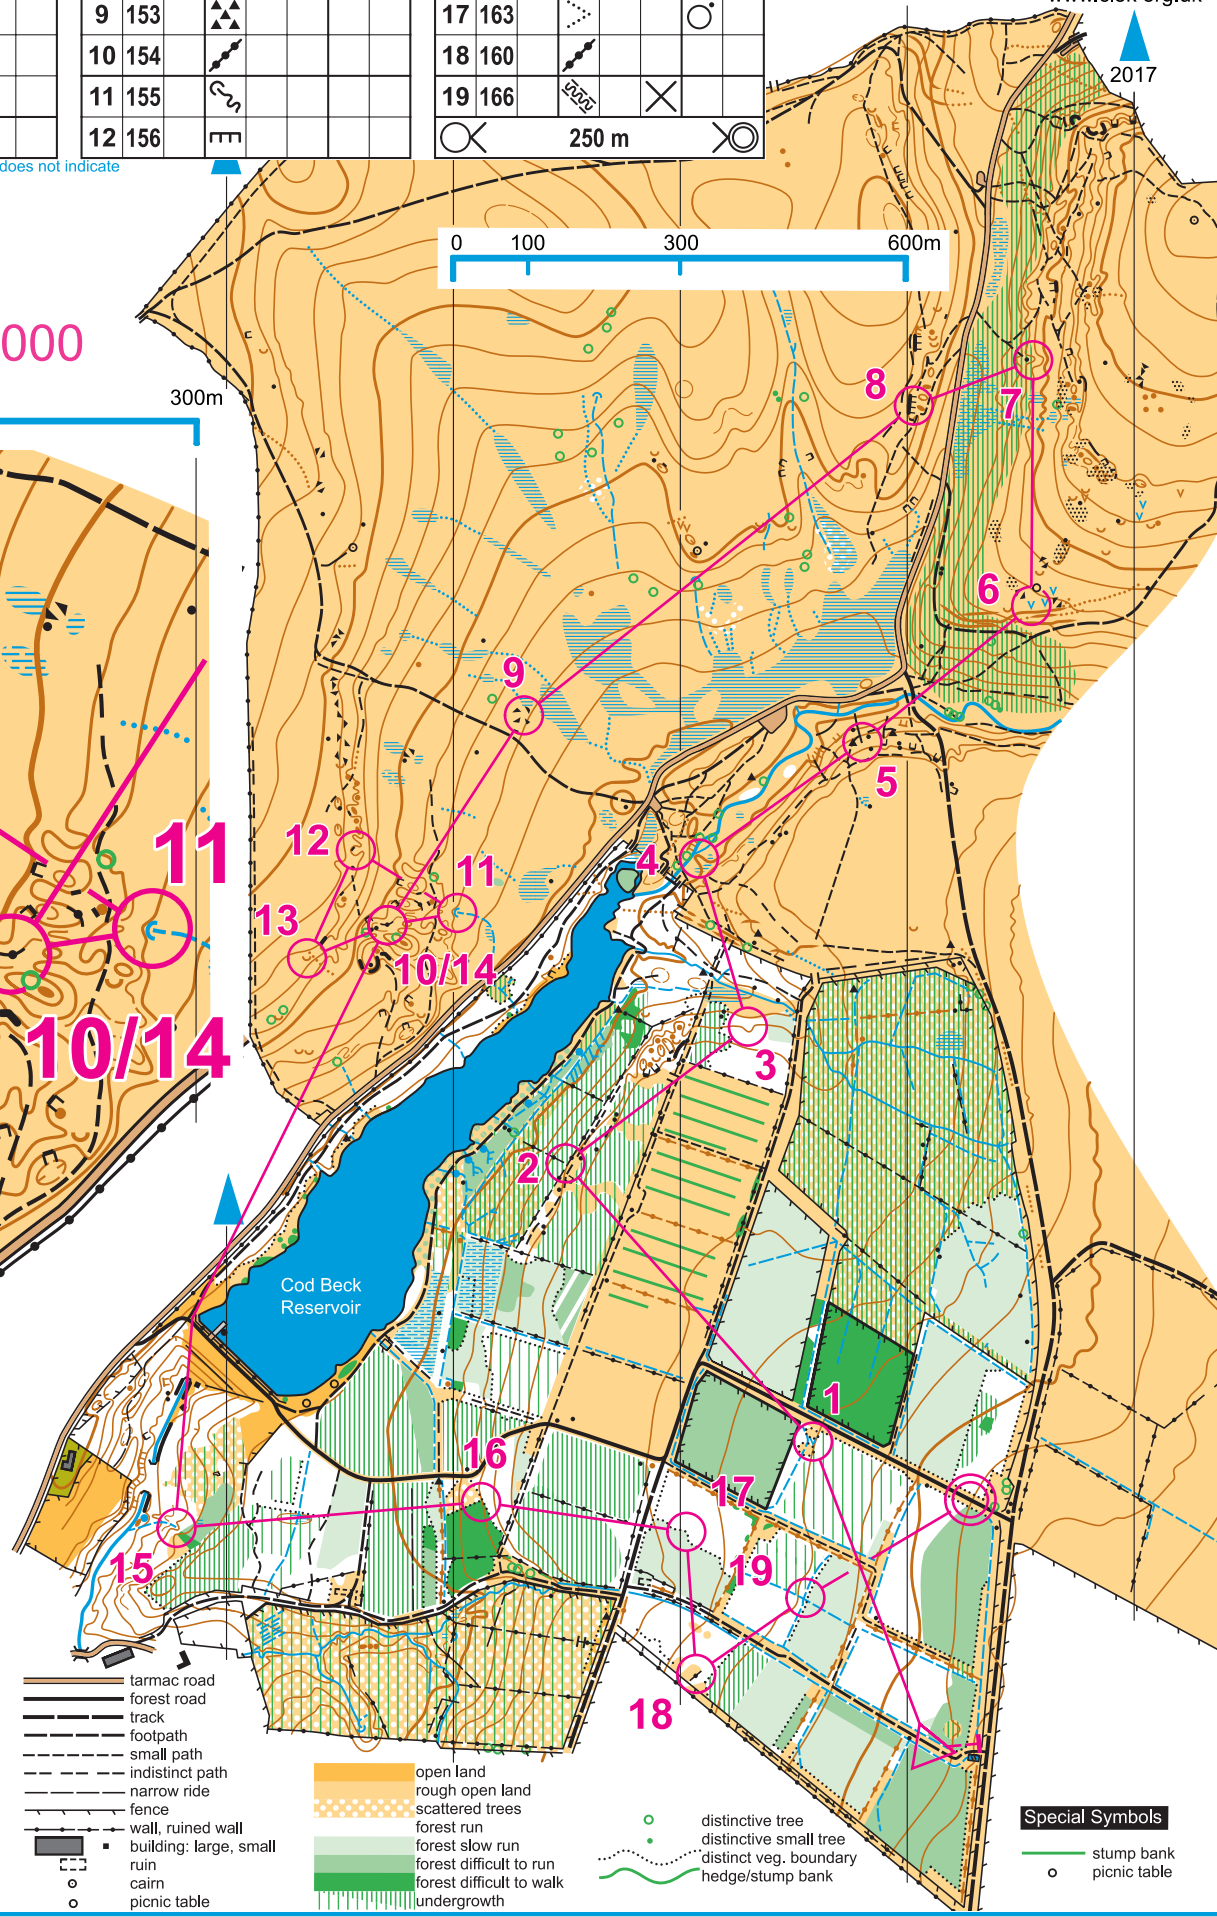 9 153
10 154
11 155
12 156
17 163
18 160
19 166
250 m
2017
does not indicate
0 100 300 600m
000
300m
8
7
6
9
5
12
11
4
13
10/14
11
10/14
3
2
Cod Beck
Reservoir
1
16
17
15
19
18
tarmac road
forest road
track
footpath
small path
indistinct path
narrow ride
fence
wall, ruined wall
building: large, small
ruin
cairn
picnic table
open land
rough open land
scattered trees
forest run
forest slow run
forest difficult to run
forest difficult to walk
undergrowth
distinctive tree
distinctive small tree
distinct veg. boundary
hedge/stump bank
Special Symbols
stump bank
picnic table